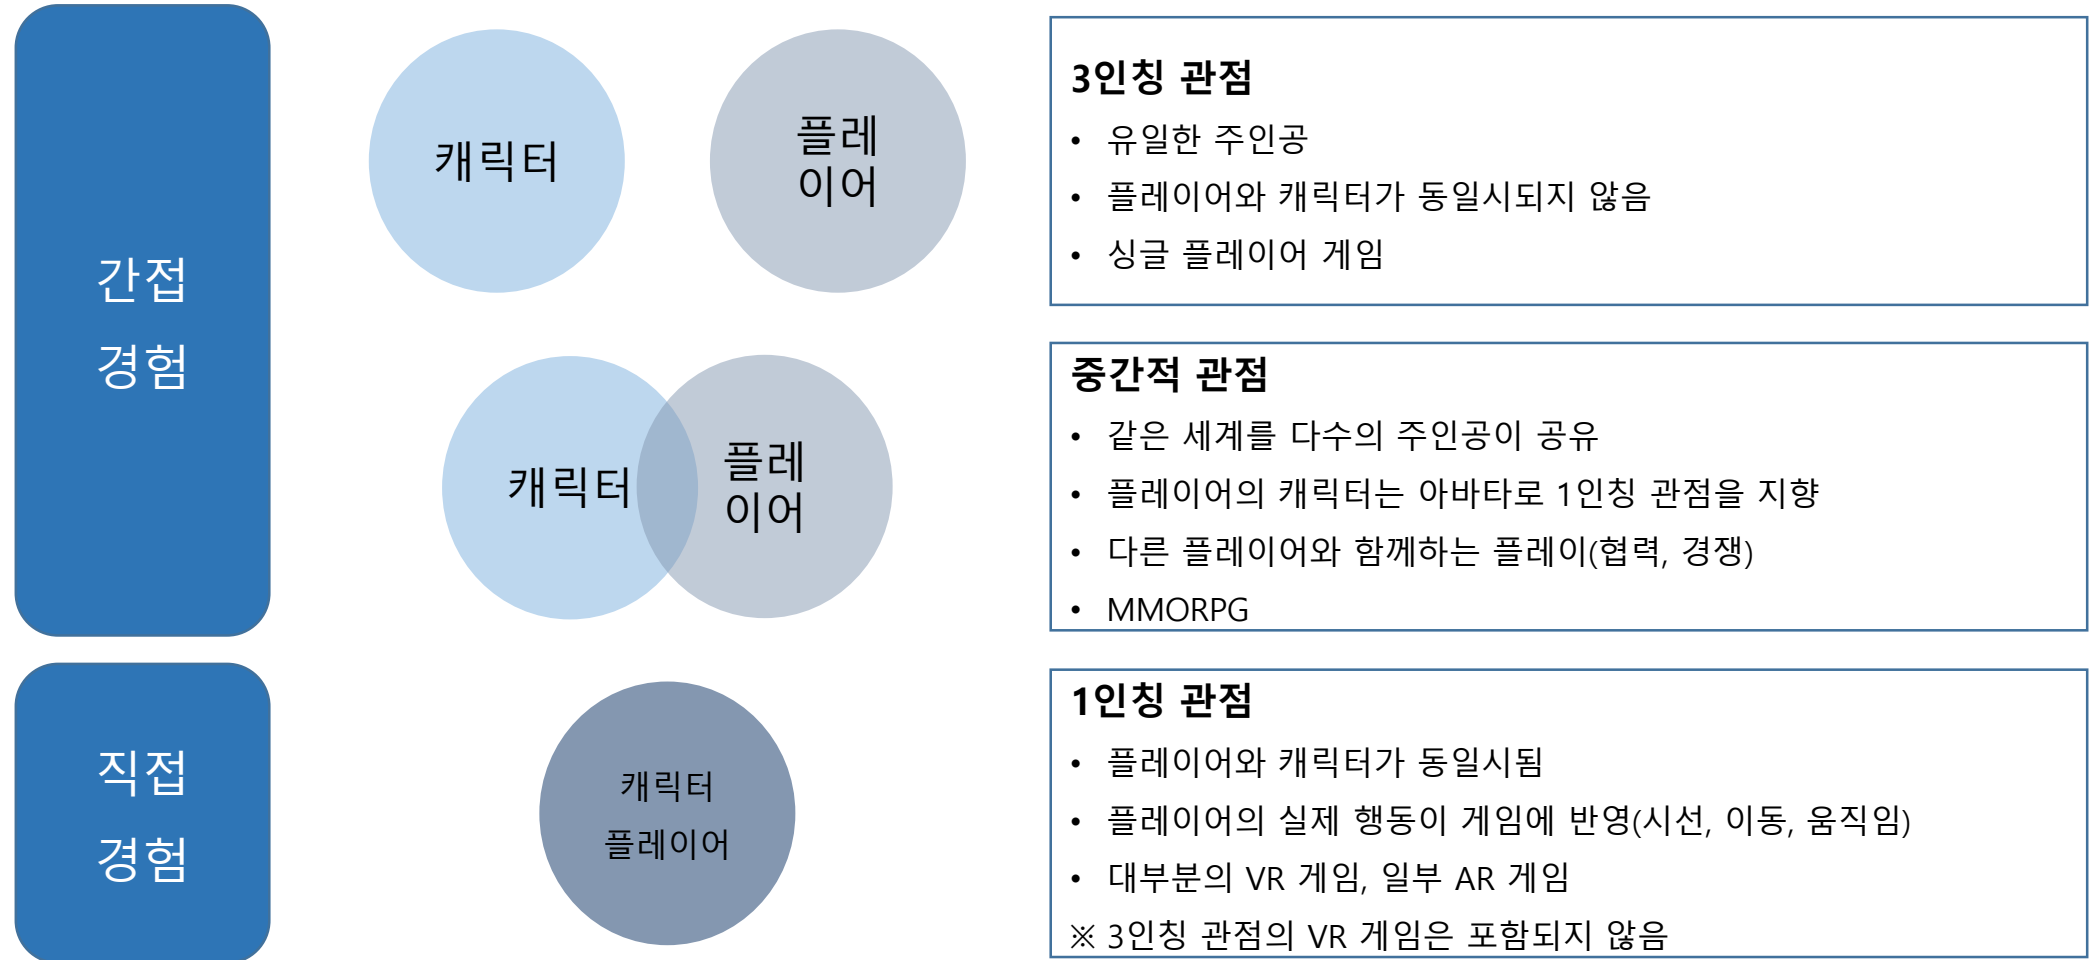 간접
경험
캐릭터
플레
이어
3인칭 관점
• 유일한 주인공
• 플레이어와 캐릭터가 동일시되지 않음
• 싱글 플레이어 게임
캐릭터
플레
이어
중간적 관점
• 같은 세계를 다수의 주인공이 공유
• 플레이어의 캐릭터는 아바타로 1인칭 관점을 지향
• 다른 플레이어와 함께하는 플레이(협력, 경쟁)
• MMORPG
직접
경험
캐릭터
플레이어
1인칭 관점
• 플레이어와 캐릭터가 동일시됨
• 플레이어의 실제 행동이 게임에 반영(시선, 이동, 움직임)
• 대부분의 VR 게임, 일부 AR 게임
※ 3인칭 관점의 VR 게임은 포함되지 않음